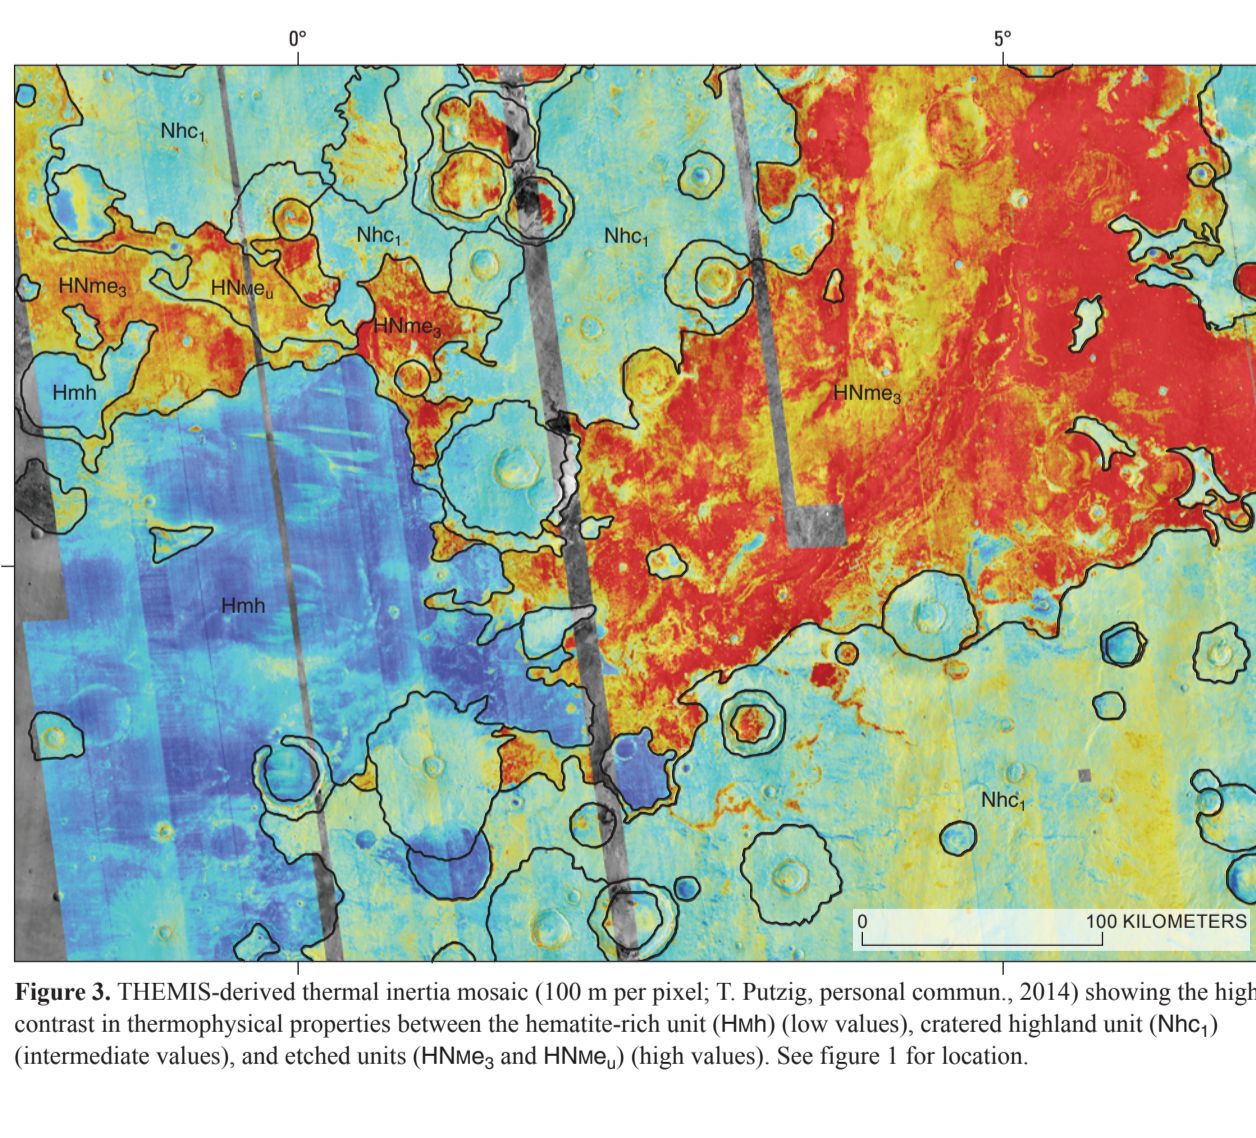 0° 5°
Nhc1
Nhc1 Nhc1
HNme3 HNMeu
HNme3
Hmh HNme3
Hmh
Nhc1
0 100 KILOMETERS
Figure 3. THEMIS-derived thermal inertia mosaic (100 m per pixel; T. Putzig, personal commun., 2014) showing the high
contrast in thermophysical properties between the hematite-rich unit (HMh) (low values), cratered highland unit (Nhc1)
(intermediate values), and etched units (HNMe3 and HNMeu) (high values). See figure 1 for location.